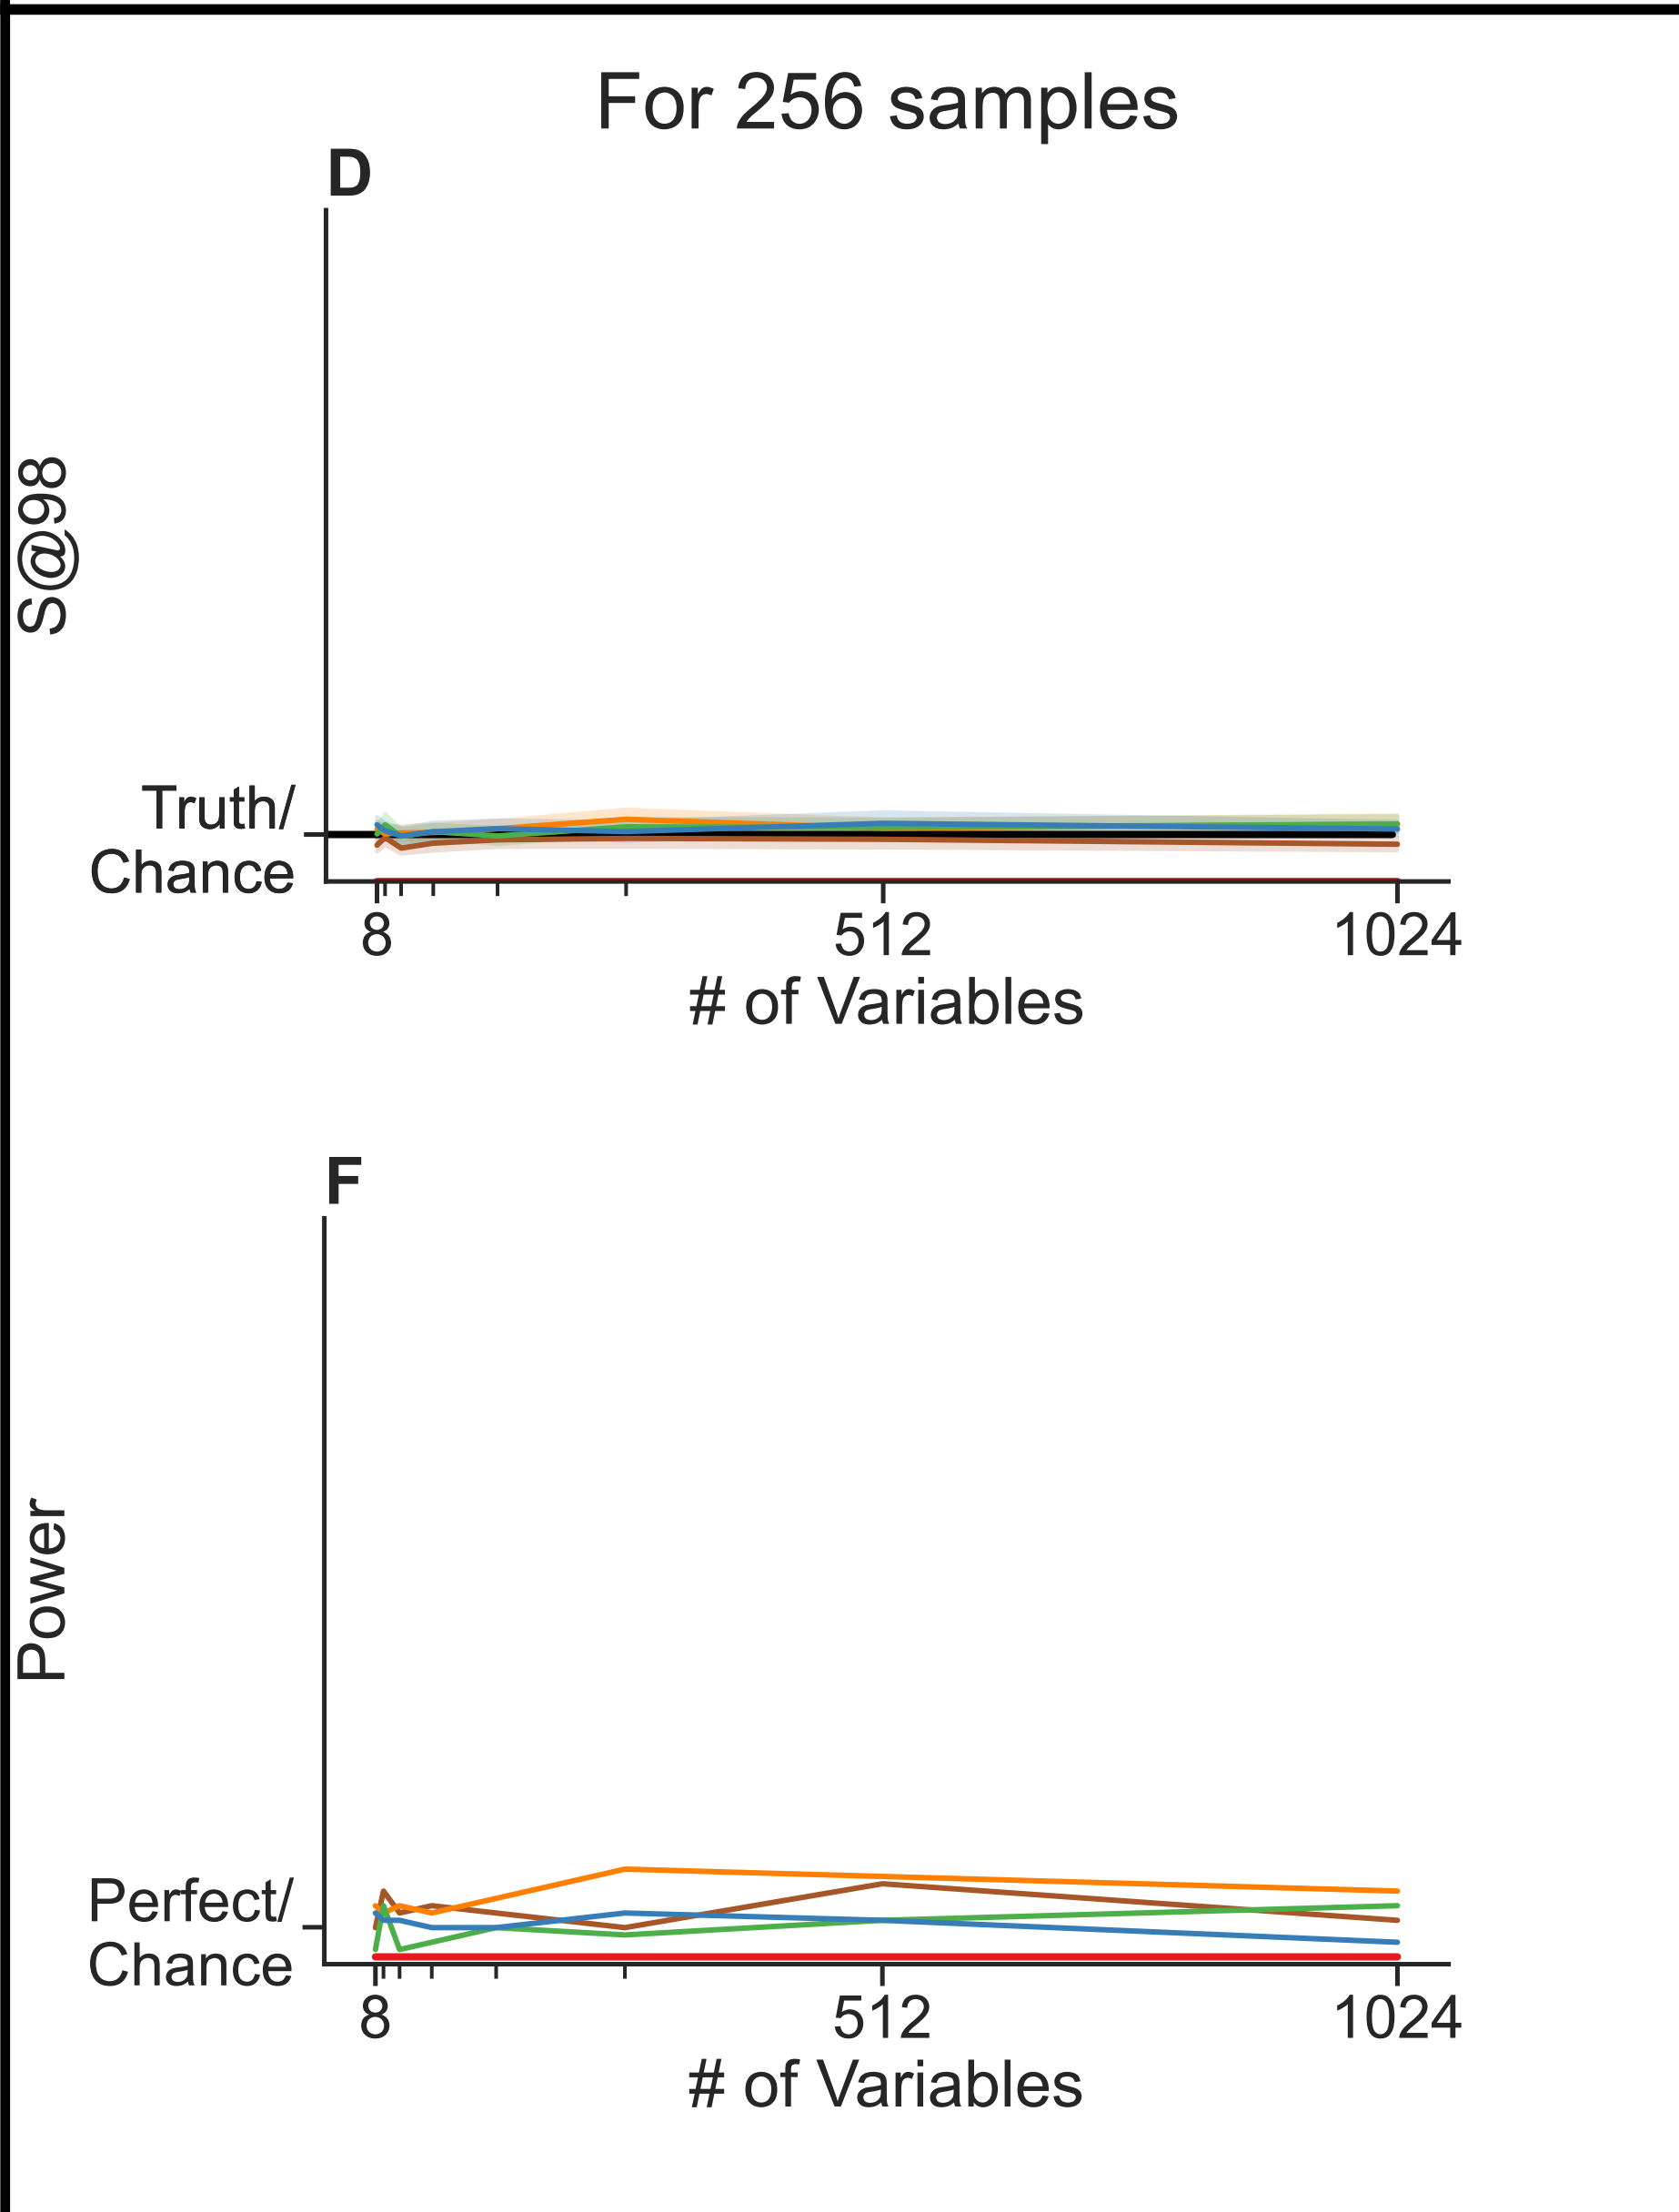 For 256 samples
D
S@98
Truth/
Chance
8 512 1024
# of Variables
F
Power
Perfect/
Chance
8 512 1024
# of Variables